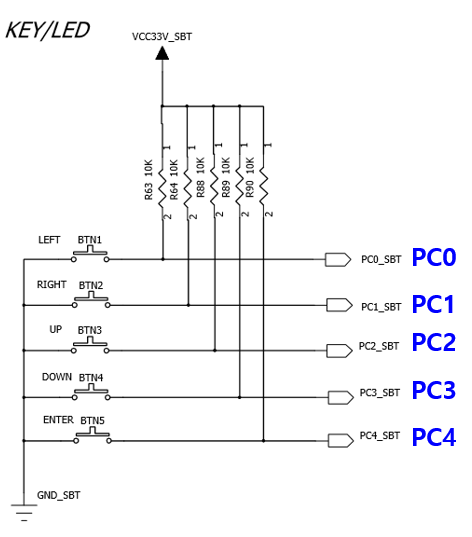 KEY/LED
VCC33V_SBT
1 1 1 1 1
R63 10K R64 10K R88 10K R89 10K R90 10K
2 2 2 2 2
LEFT BTN1 PC0_SBT PC0
RIGHT BTN2 PC1_SBT PC1
UP BTN3 PC2_SBT PC2
DOWN BTN4 PC3_SBT PC3
ENTER BTN5 PC4_SBT PC4
GND_SBT